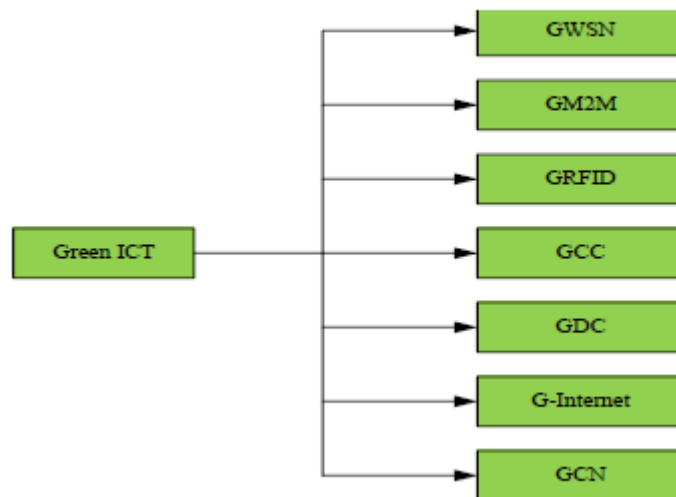 GWSN
GM2M
GRFID
Green ICT
GCC
GDC
G-Internet
GCN